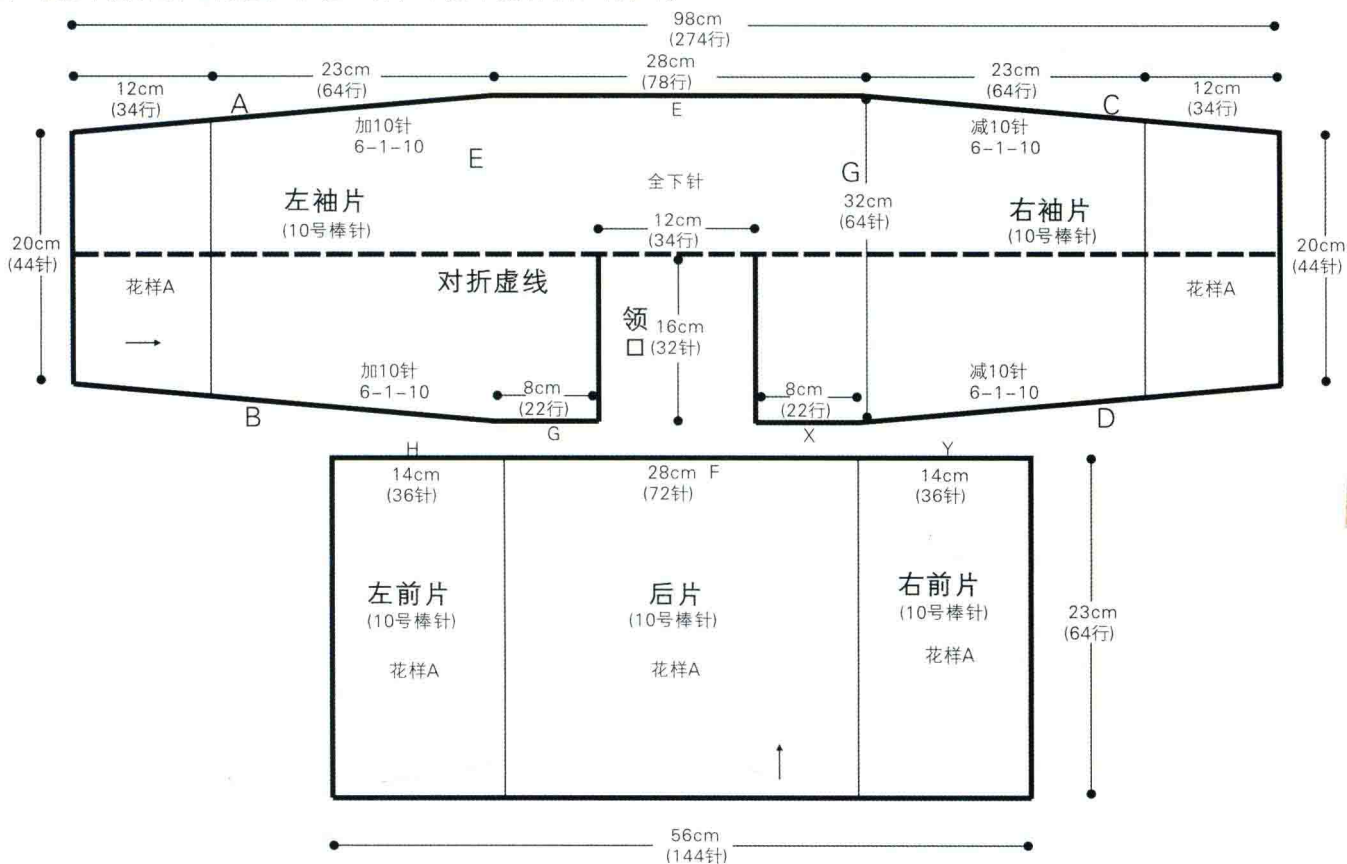 98cm
(274行)
12cm
(34行)
23cm
(64行)
28cm
(78行)
23cm
(64行)
12cm
(34行)
A
E
C
加10针
6-1-10
减10针
6-1-10
E
G
全下针
左袖片
(10号棒针)
12cm
(34行)
32cm
(64针)
右袖片
(10号棒针)
20cm
(44针)
20cm
(44针)
花样A
对折虚线
花样A
领口
16cm
(32针)
加10针
6-1-10
8cm
(22行)
8cm
(22行)
减10针
6-1-10
B
G
X
D
H
Y
14cm
(36针)
28cm F
(72针)
14cm
(36针)
左前片
(10号棒针)
花样A
后片
(10号棒针)
花样A
右前片
(10号棒针)
花样A
23cm
(64行)
56cm
(144针)